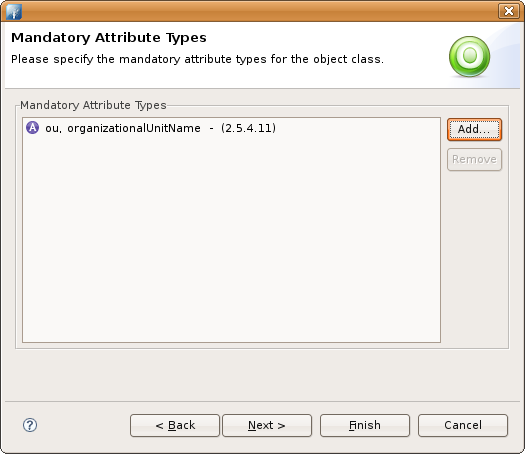 Mandatory Attribute Types
Please specify the mandatory attribute types for the object class.
Mandatory Attribute Types
A ou, organizationalUnitName - (2.5.4.11)
Add...
Remove
?
< Back
Next >
Finish
Cancel